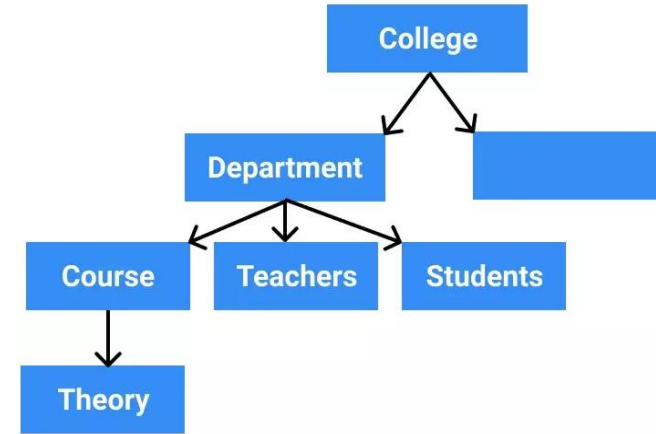 College
Department
Course
Teachers
Students
Theory